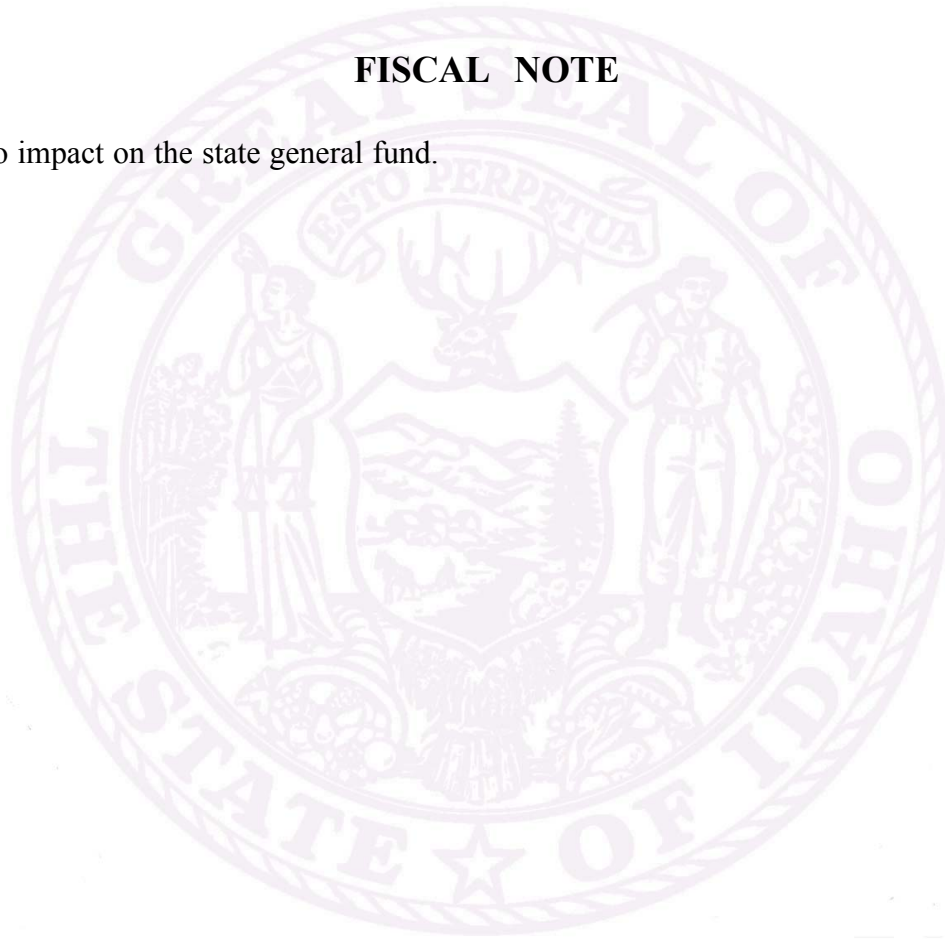 FISCAL NOTE
o impact on the state general fund.
GREAT SEAL OF
ESTO PERPETUA
THE STATE OF IDAHO